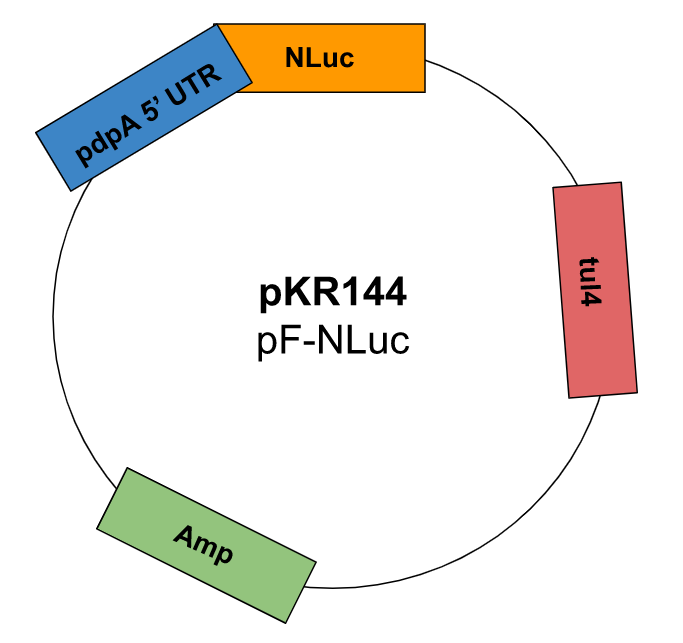 NLuc
pdpA 5’ UTR
tul4
pKR144
pF-NLuc
Amp